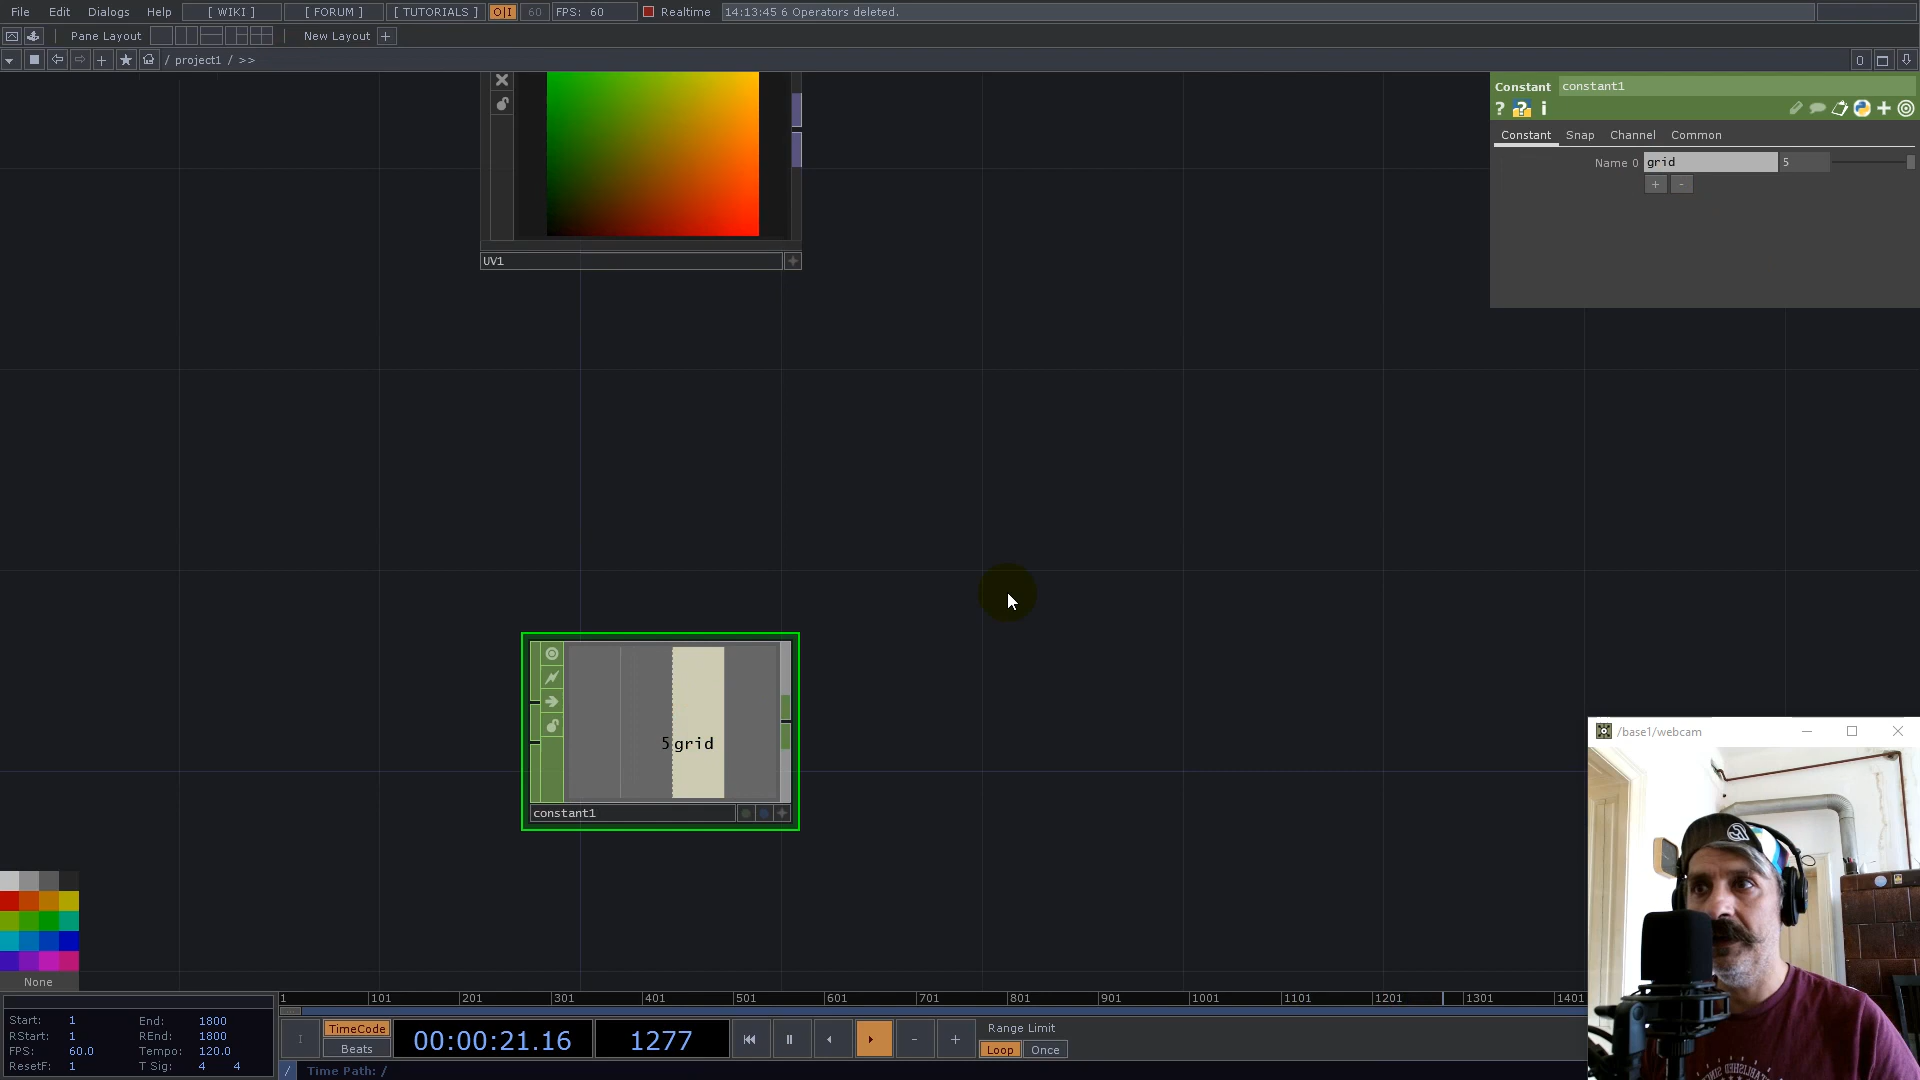 File Edit Dialogs Help [ WIKI ] [ FORUM ] [ TUTORIALS ] O|I 60 FPS: 60 Realtime 14:13:45 6 Operators deleted.
Pane Layout New Layout +
/ project1 / >> 0
Constant constant1
? ? i
Constant Snap Channel Common
Name 0 grid 5
+ -
UV1
5 grid
constant1
/base1/webcam
None
1 101 201 301 401 501 601 701 801 901 1001 1101 1201 1301 1401
Start: 1 End: 1800
RStart: 1 REnd: 1800
FPS: 60.0 Tempo: 120.0
ResetF: 1 T Sig: 4 4
TimeCode
Beats
00:00:21.16
1277
- +
Range Limit
Loop Once
/ Time Path: /